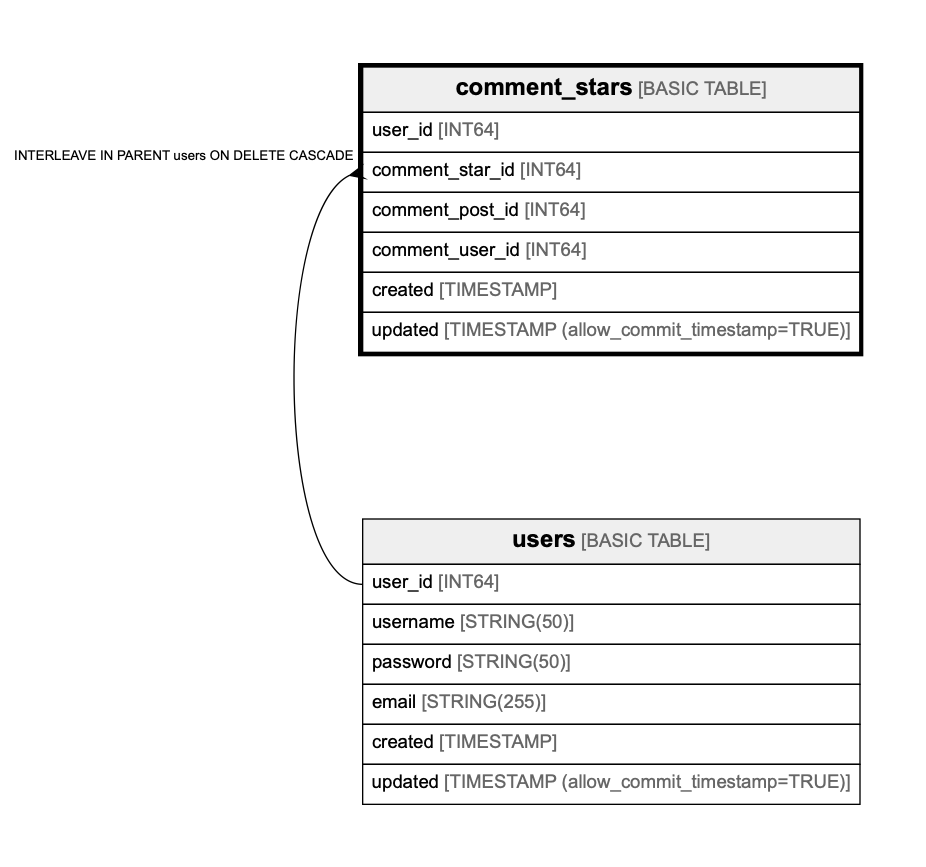 comment_stars [BASIC TABLE]
user_id [INT64]
INTERLEAVE IN PARENT users ON DELETE CASCADE
comment_star_id [INT64]
comment_post_id [INT64]
comment_user_id [INT64]
created [TIMESTAMP]
updated [TIMESTAMP (allow_commit_timestamp=TRUE)]
users [BASIC TABLE]
user_id [INT64]
username [STRING(50)]
password [STRING(50)]
email [STRING(255)]
created [TIMESTAMP]
updated [TIMESTAMP (allow_commit_timestamp=TRUE)]